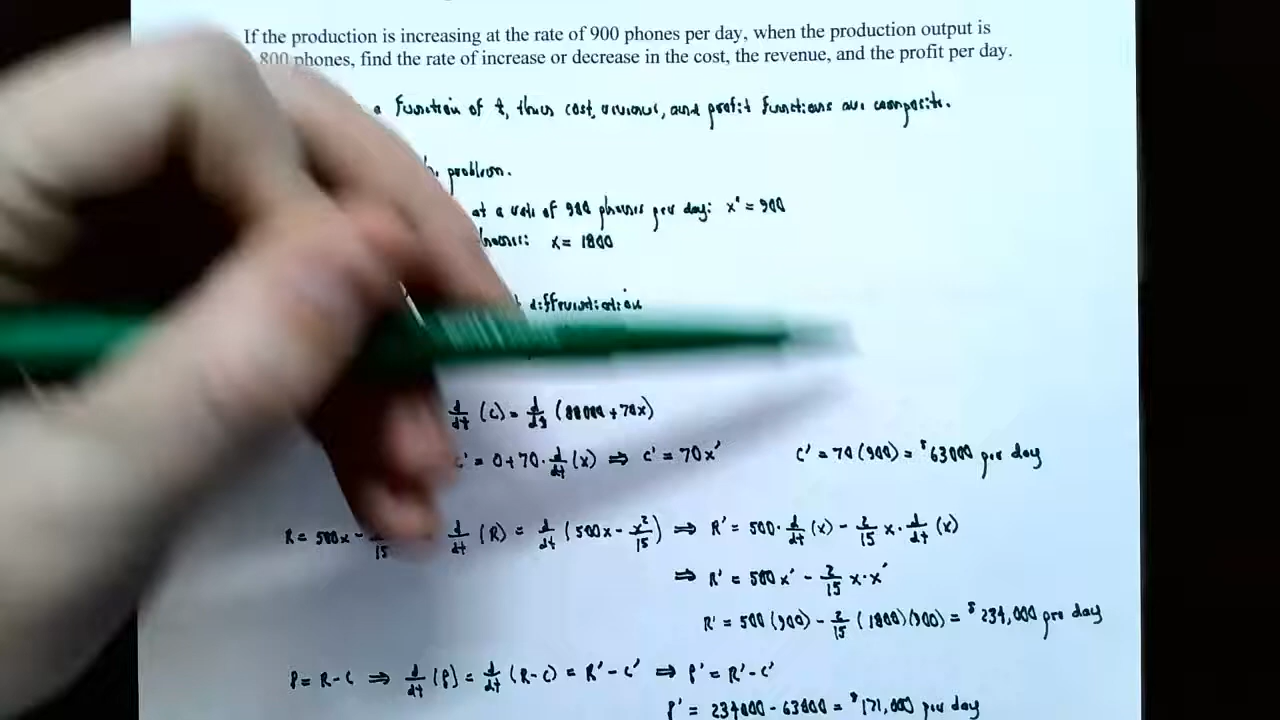 If the production is increasing at the rate of 900 phones per day, when the production output is
800 phones, find the rate of increase or decrease in the cost, the revenue, and the profit per day.
a function of t, thus cost, revenue, and profit functions are composite.
problem.
at a rate of 900 phones per day: x' = 900
x = 1800
differentiation
d/dt (C) = d/dt (80000 + 70x)
C' = 0 + 70 · d/dt (x) ⇒ C' = 70x' C' = 70 (900) = $63000 per day
R = 500x - /15 d/dt (R) = d/dt (500x - x²/15) ⇒ R' = 500 · d/dt (x) - 2/15 x · d/dt (x)
⇒ R' = 500x' - 2/15 x · x'
R' = 500 (900) - 2/15 (1800)(900) = $234,000 per day
P = R - C ⇒ d/dt (P) = d/dt (R - C) = R' - C' ⇒ P' = R' - C'
P' = 234000 - 63000 = $171,000 per day